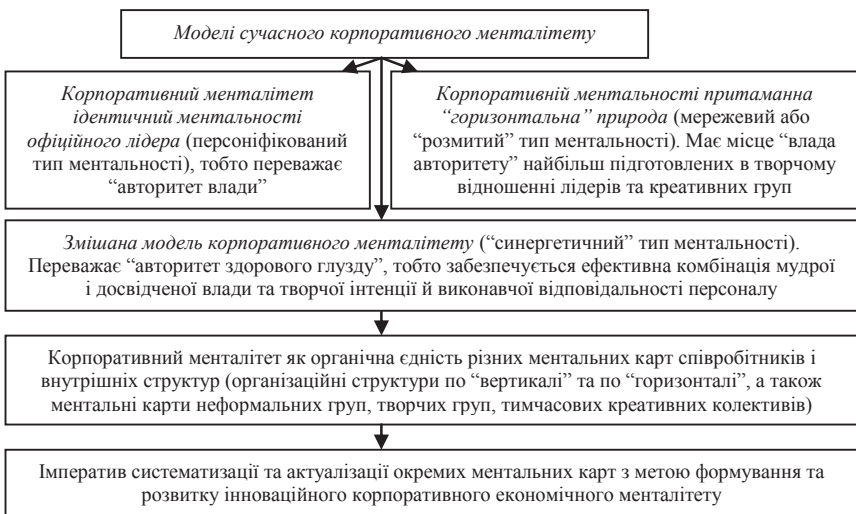 Моделі сучасного корпоративного менталітету
Корпоративний менталітет
ідентичний ментальності
офіційного лідера (персоніфікований
тип ментальності), тобто переважає
“авторитет влади”
Корпоративній ментальності притаманна
“горизонтальна” природа (мережевий або
“розмитий” тип ментальності). Має місце “влада
авторитету” найбільш підготовлених в творчому
відношенні лідерів та креативних груп
Змішана модель корпоративного менталітету (“синергетичний” тип ментальності).
Переважає “авторитет здорового глузду”, тобто забезпечується ефективна комбінація мудрої
і досвідченої влади та творчої інтенції й виконавчої відповідальності персоналу
Корпоративний менталітет як органічна єдність різних ментальних карт співробітників і
внутрішніх структур (організаційні структури по “вертикалі” та по “горизонталі”, а також
ментальні карти неформальних груп, творчих груп, тимчасових креативних колективів)
Імператив систематизації та актуалізації окремих ментальних карт з метою формування та
розвитку інноваційного корпоративного економічного менталітету